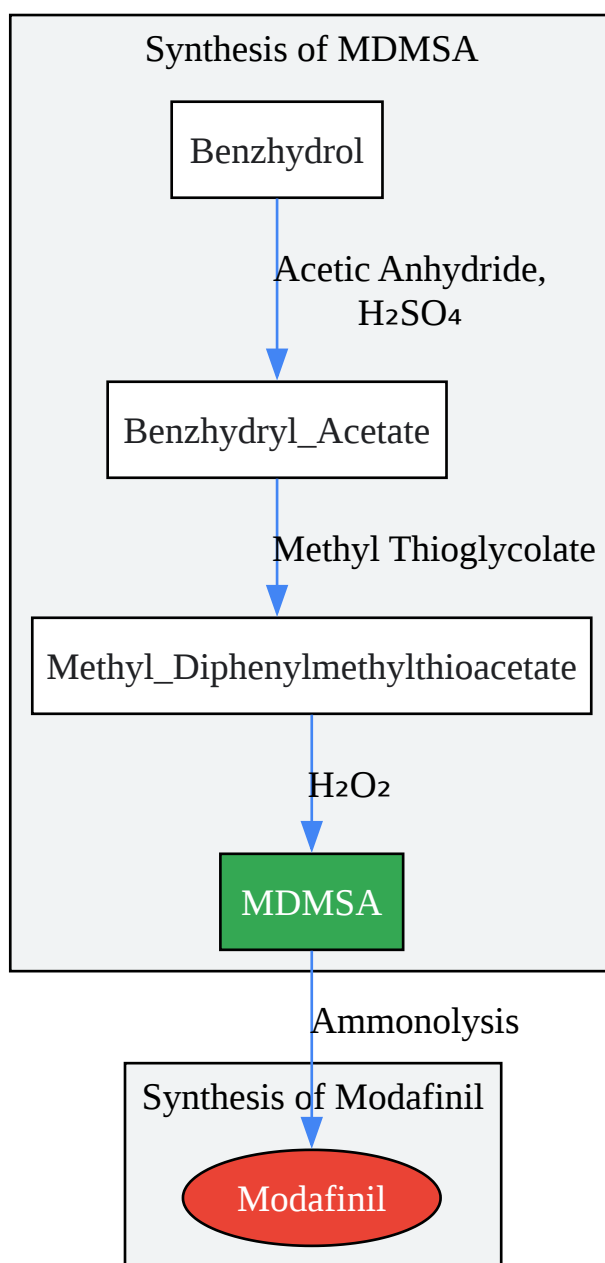 Synthesis of MDMSA
Benzhydrol
Acetic Anhydride,
H₂SO₄
Benzhydryl_Acetate
Methyl Thioglycolate
Methyl_Diphenylmethylthioacetate
H₂O₂
MDMSA
Ammonolysis
Synthesis of Modafinil
Modafinil